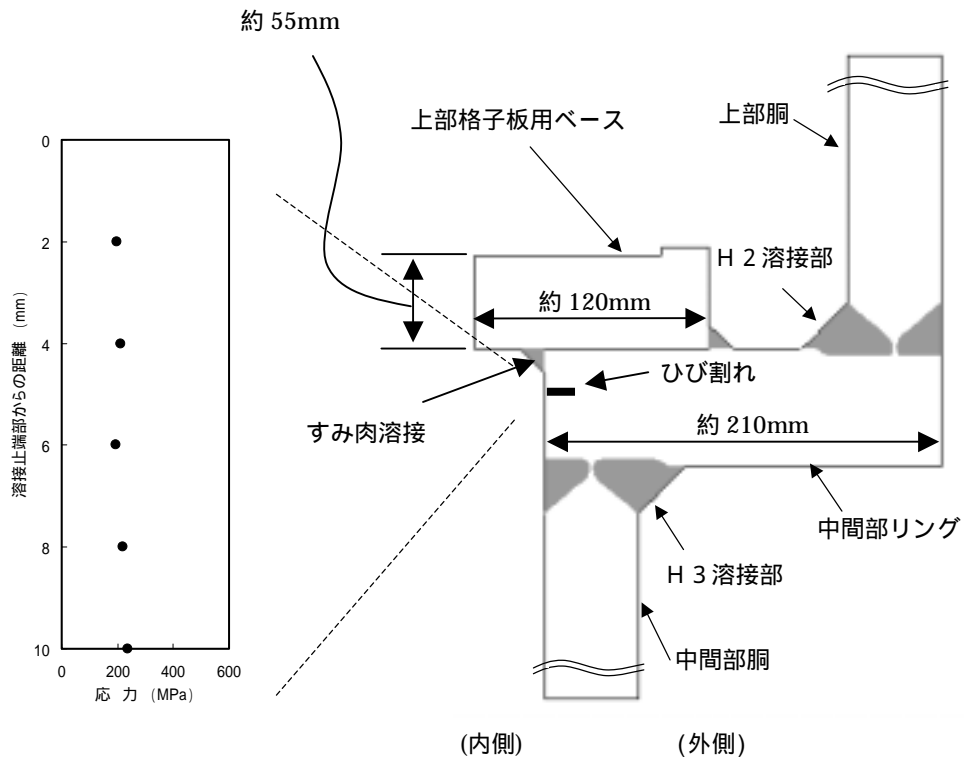 約 55mm
上部格子板用ベース
上部胴
H 2 溶接部
約 120mm
ひび割れ
すみ肉溶接
約 210mm
中間部リング
H 3 溶接部
中間部胴
(内側)
(外側)
溶接止端部からの距離 (mm)
0
2
4
6
8
10
0 200 400 600
応 力 (MPa)